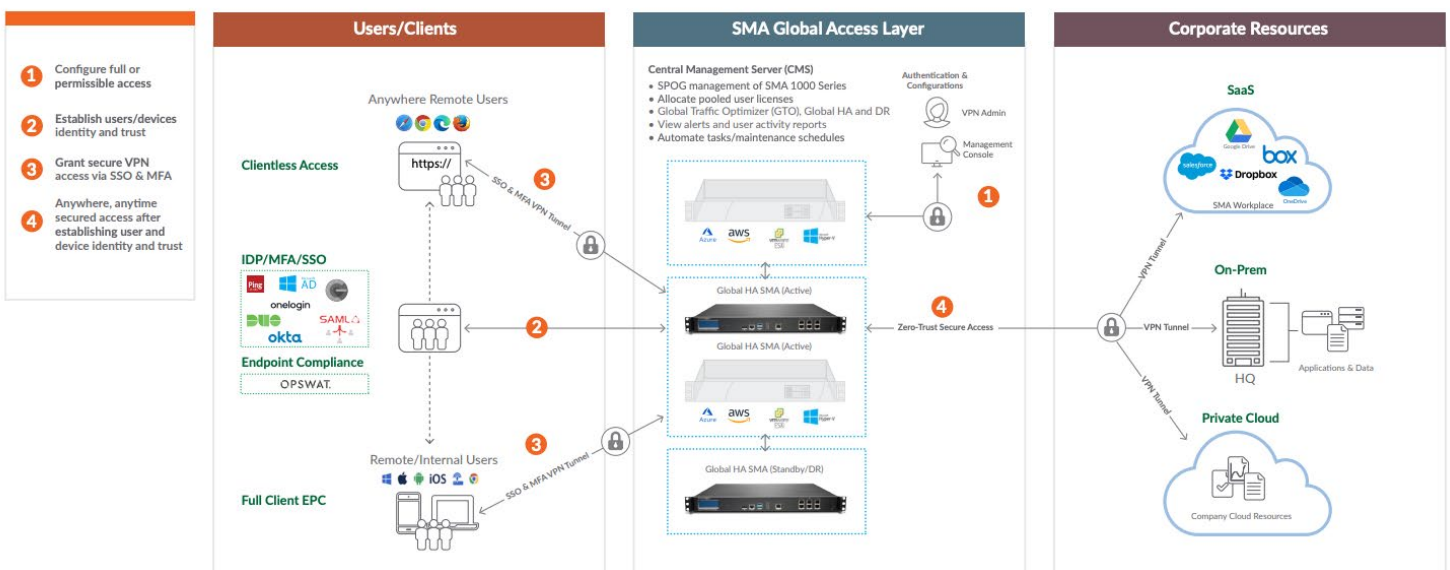 1
Configure full or
permissible access
2
Establish users/devices
identity and trust
3
Grant secure VPN
access via SSO & MFA
4
Anywhere, anytime
secured access after
establishing user and
device identity and trust
Users/Clients
Anywhere Remote Users
Clientless Access
https://
3
SSO & MFA VPN Tunnel
IDP/MFA/SSO
Ping
AD
onelogin
DUO
SAML
okta
2
Endpoint Compliance
OPSWAT.
3
SSO & MFA VPN Tunnel
Remote/Internal Users
iOS
Full Client EPC
SMA Global Access Layer
Central Management Server (CMS)
• SPOG management of SMA 1000 Series
• Allocate pooled user licenses
• Global Traffic Optimizer (GTO), Global HA and DR
• View alerts and user activity reports
• Automate tasks/maintenance schedules
Authentication &
Configurations
VPN Admin
Management
Console
1
Azure
aws
Hyper-V
Global HA SMA (Active)
Global HA SMA (Active)
Azure
aws
Hyper-V
Global HA SMA (Standby/DR)
4
Zero-Trust Secure Access
Corporate Resources
SaaS
Google Drive
salesforce
box
Dropbox
OneDrive
SMA Workplace
VPN Tunnel
On-Prem
VPN Tunnel
HQ
Applications & Data
VPN Tunnel
Private Cloud
Company Cloud Resources